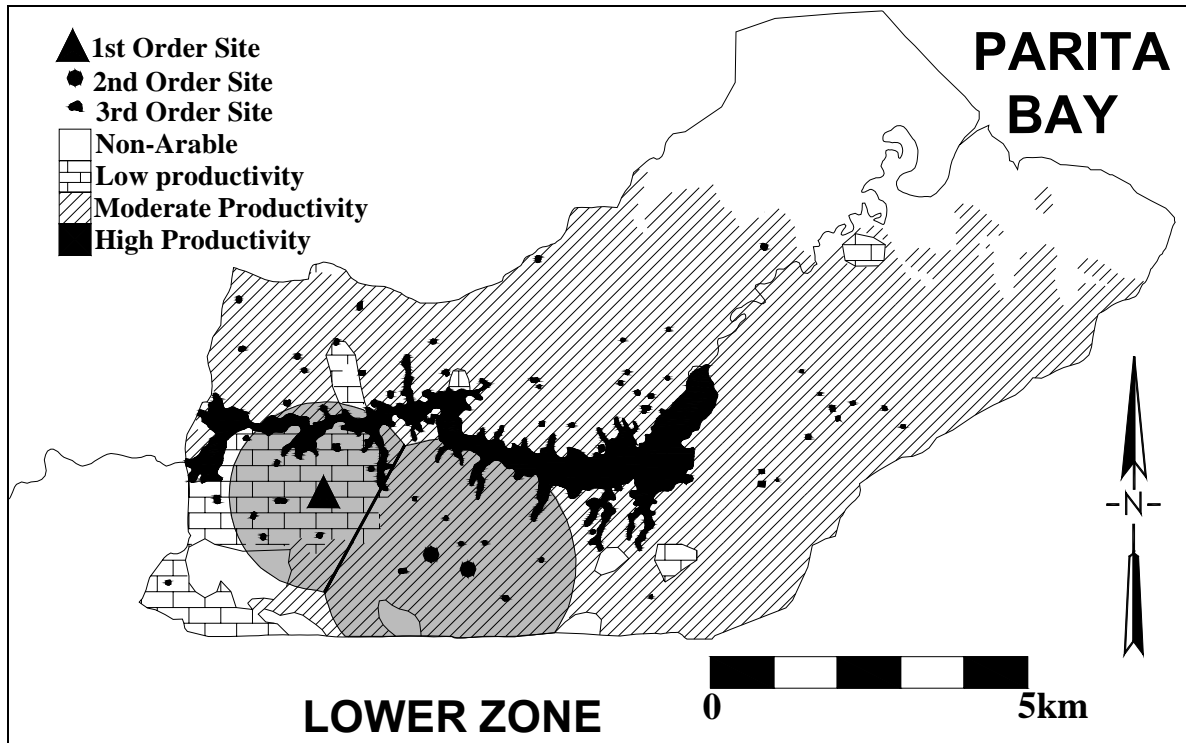 1st Order Site
2nd Order Site
3rd Order Site
Non-Arable
Low productivity
Moderate Productivity
High Productivity
PARITA
BAY
N
0 5km
LOWER ZONE